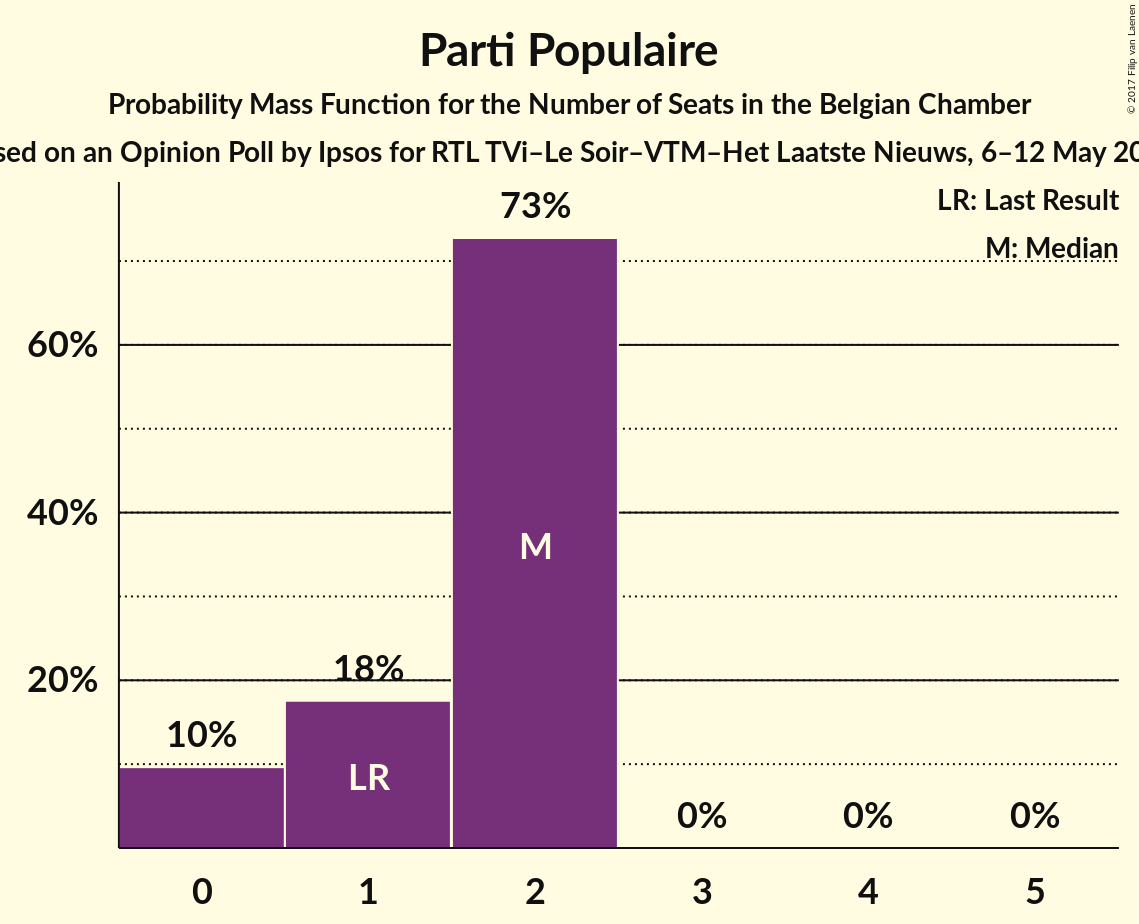 Parti Populaire
Probability Mass Function for the Number of Seats in the Belgian Chamber
on an Opinion Poll by Ipsos for RTL TVi–Le Soir–VTM–Het Laatste Nieuws, 6–12 May
© 2017 Filip van Laenen
LR: Last Result
M: Median
73%
60%
40%
M
20%
18%
10%
LR
0%
0%
0%
0
1
2
3
4
5